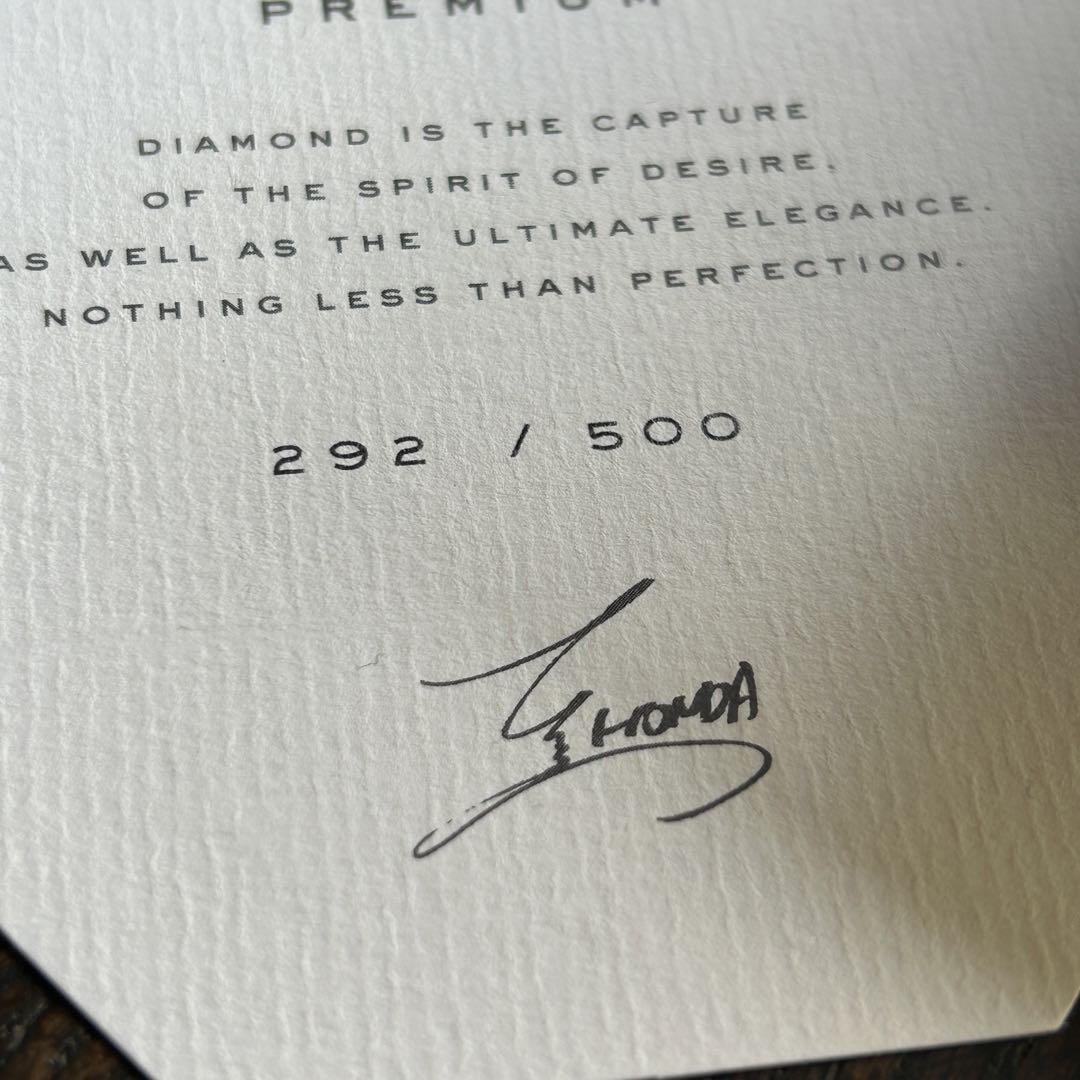 PREMIUM
DIAMOND IS THE CAPTURE
OF THE SPIRIT OF DESIRE.
AS WELL AS THE ULTIMATE ELEGANCE.
NOTHING LESS THAN PERFECTION.
292 / 500
HONDA